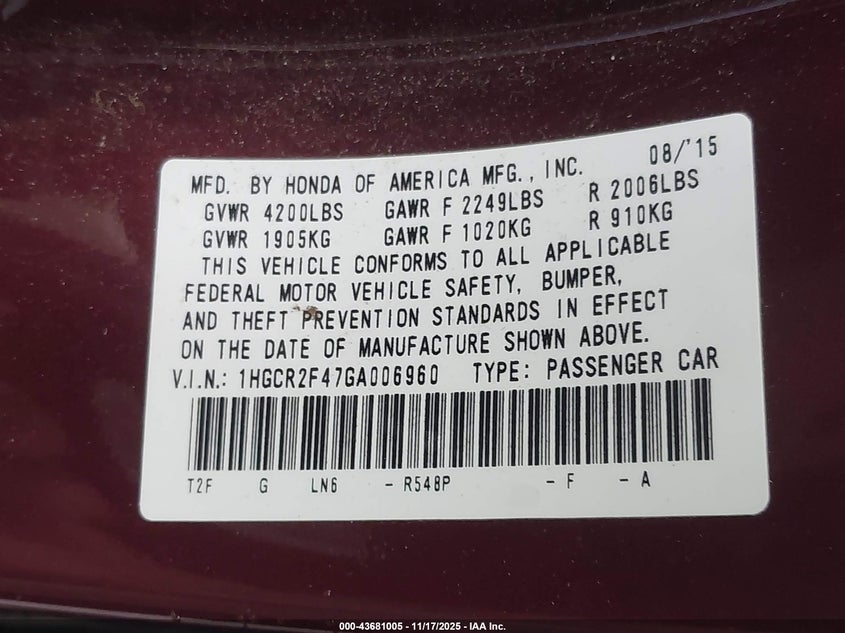 08/'15
MFD. BY HONDA OF AMERICA MFG., INC.
GVWR 4200LBS GAWR F 2249LBS R 2006LBS
GVWR 1905KG GAWR F 1020KG R 910KG
THIS VEHICLE CONFORMS TO ALL APPLICABLE
FEDERAL MOTOR VEHICLE SAFETY, BUMPER,
AND THEFT PREVENTION STANDARDS IN EFFECT
ON THE DATE OF MANUFACTURE SHOWN ABOVE.
V.I.N.: 1HGCR2F47GA006960 TYPE: PASSENGER CAR
T2F G LN6 - R548P - F - A
000-43681005 - 11/17/2025 - IAA Inc.